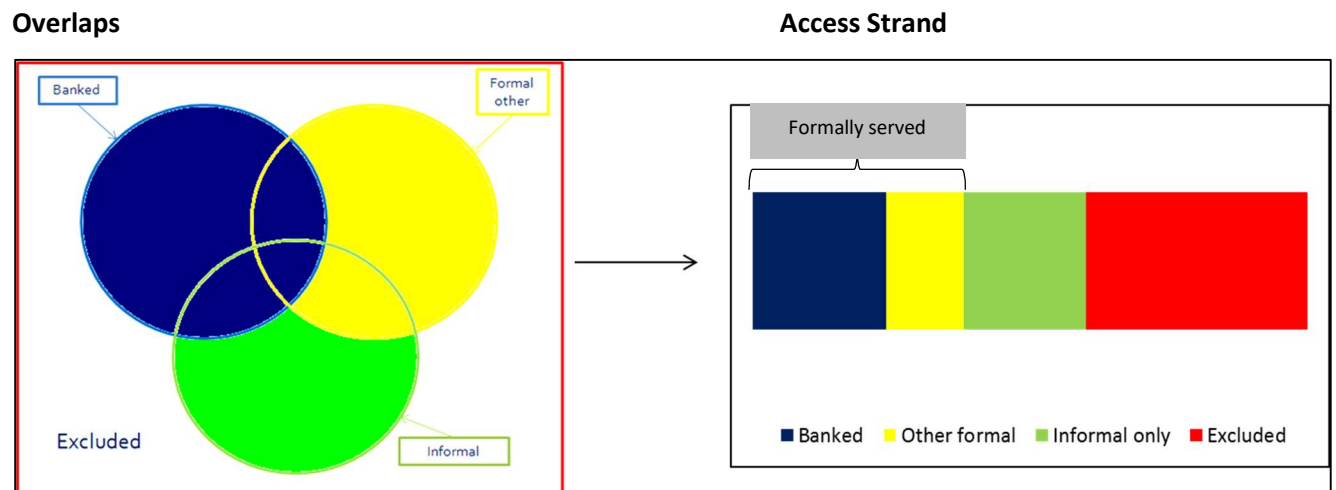 Overlaps
Access Strand
Banked
Formal
other
Formally served
Excluded
Informal
Banked Other formal Informal only Excluded